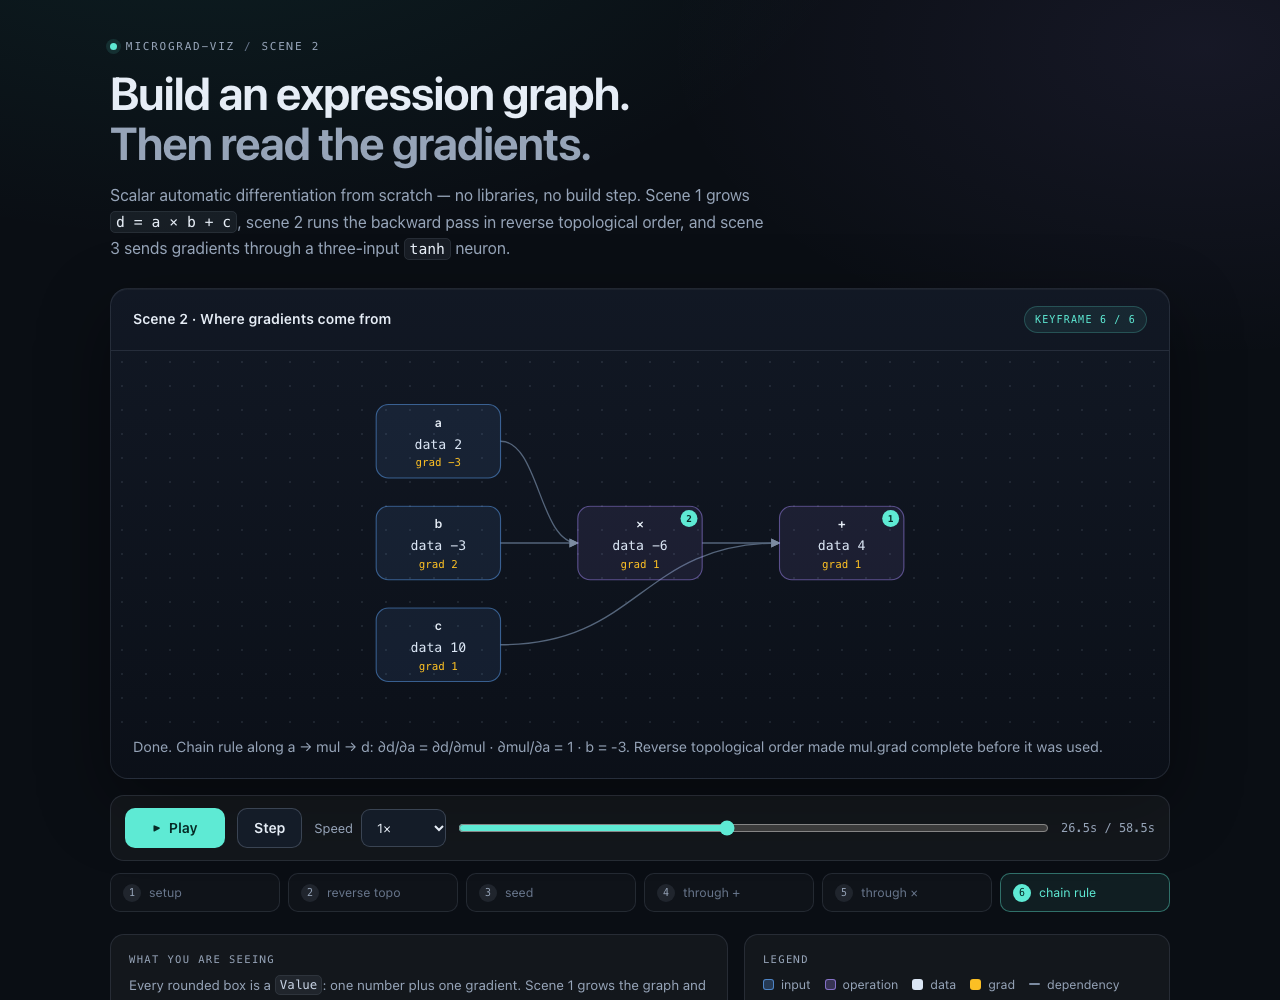 MICROGRAD-VIZ / SCENE 2
Build an expression graph.
Then read the gradients.
Scalar automatic differentiation from scratch — no libraries, no build step. Scene 1 grows
d = a × b + c, scene 2 runs the backward pass in reverse topological order, and scene
3 sends gradients through a three-input tanh neuron.
Scene 2 · Where gradients come from
KEYFRAME 6 / 6
a
data 2
grad −3
b
data −3
grad 2
× 2
data −6
grad 1
+ 1
data 4
grad 1
c
data 10
grad 1
Done. Chain rule along a → mul → d: ∂d/∂a = ∂d/∂mul · ∂mul/∂a = 1 · b = -3. Reverse topological order made mul.grad complete before it was used.
▸ Play
Step
Speed
1×
26.5s / 58.5s
1 setup
2 reverse topo
3 seed
4 through +
5 through ×
6 chain rule
WHAT YOU ARE SEEING
Every rounded box is a Value: one number plus one gradient. Scene 1 grows the graph and
LEGEND
input operation data grad dependency